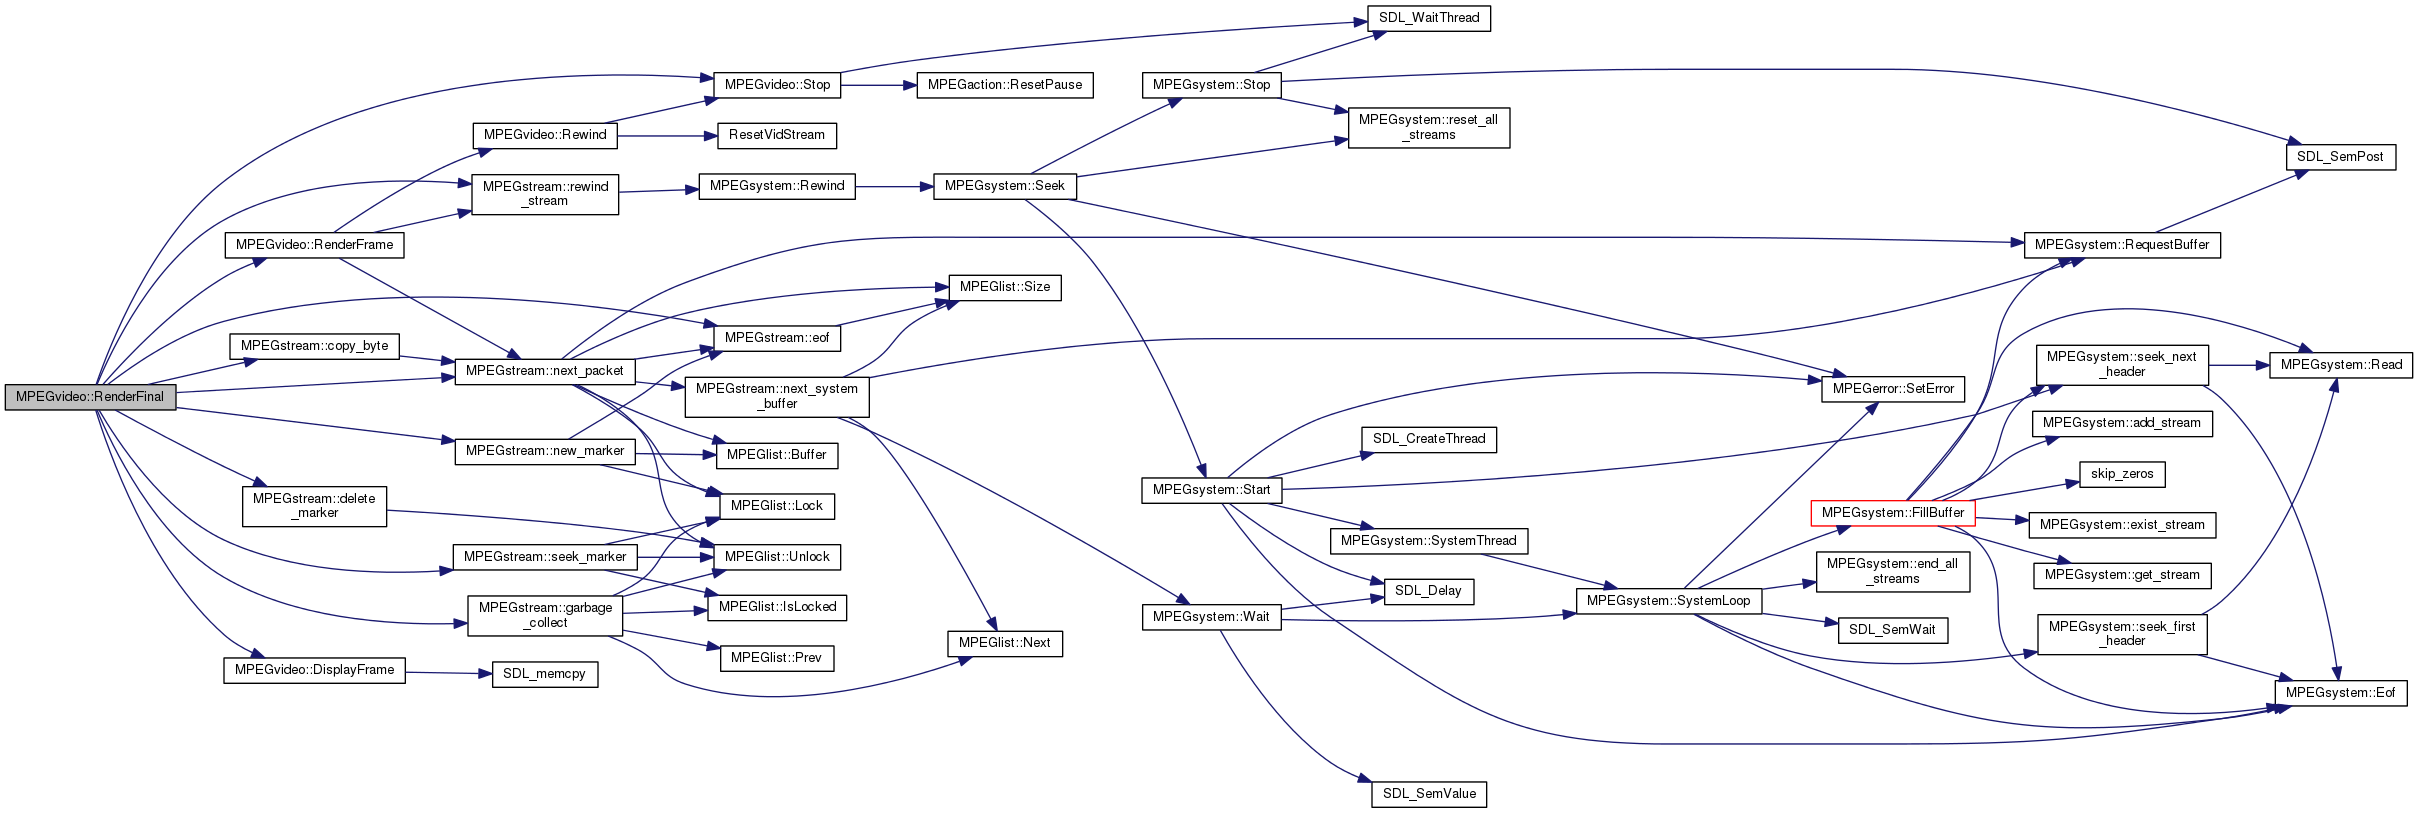 SDL_WaitThread
MPEGvideo::Stop
MPEGaction::ResetPause
MPEGsystem::Stop
MPEGsystem::reset_all
_streams
MPEGvideo::Rewind
ResetVidStream
SDL_SemPost
MPEGstream::rewind
_stream
MPEGsystem::Rewind
MPEGsystem::Seek
MPEGvideo::RenderFrame
MPEGsystem::RequestBuffer
MPEGlist::Size
MPEGstream::copy_byte
MPEGstream::eof
MPEGstream::next_packet
MPEGsystem::seek_next
_header
MPEGsystem::Read
MPEGvideo::RenderFinal
MPEGstream::next_system
_buffer
MPEGerror::SetError
MPEGstream::new_marker
MPEGlist::Buffer
SDL_CreateThread
MPEGsystem::add_stream
skip_zeros
MPEGstream::delete
_marker
MPEGlist::Lock
MPEGsystem::Start
MPEGsystem::FillBuffer
MPEGsystem::exist_stream
MPEGsystem::SystemThread
MPEGstream::seek_marker
MPEGlist::Unlock
MPEGsystem::end_all
_streams
MPEGsystem::get_stream
SDL_Delay
MPEGsystem::SystemLoop
MPEGstream::garbage
_collect
MPEGlist::IsLocked
MPEGsystem::Wait
SDL_SemWait
MPEGsystem::seek_first
_header
MPEGlist::Next
MPEGlist::Prev
MPEGvideo::DisplayFrame
SDL_memcpy
MPEGsystem::Eof
SDL_SemValue